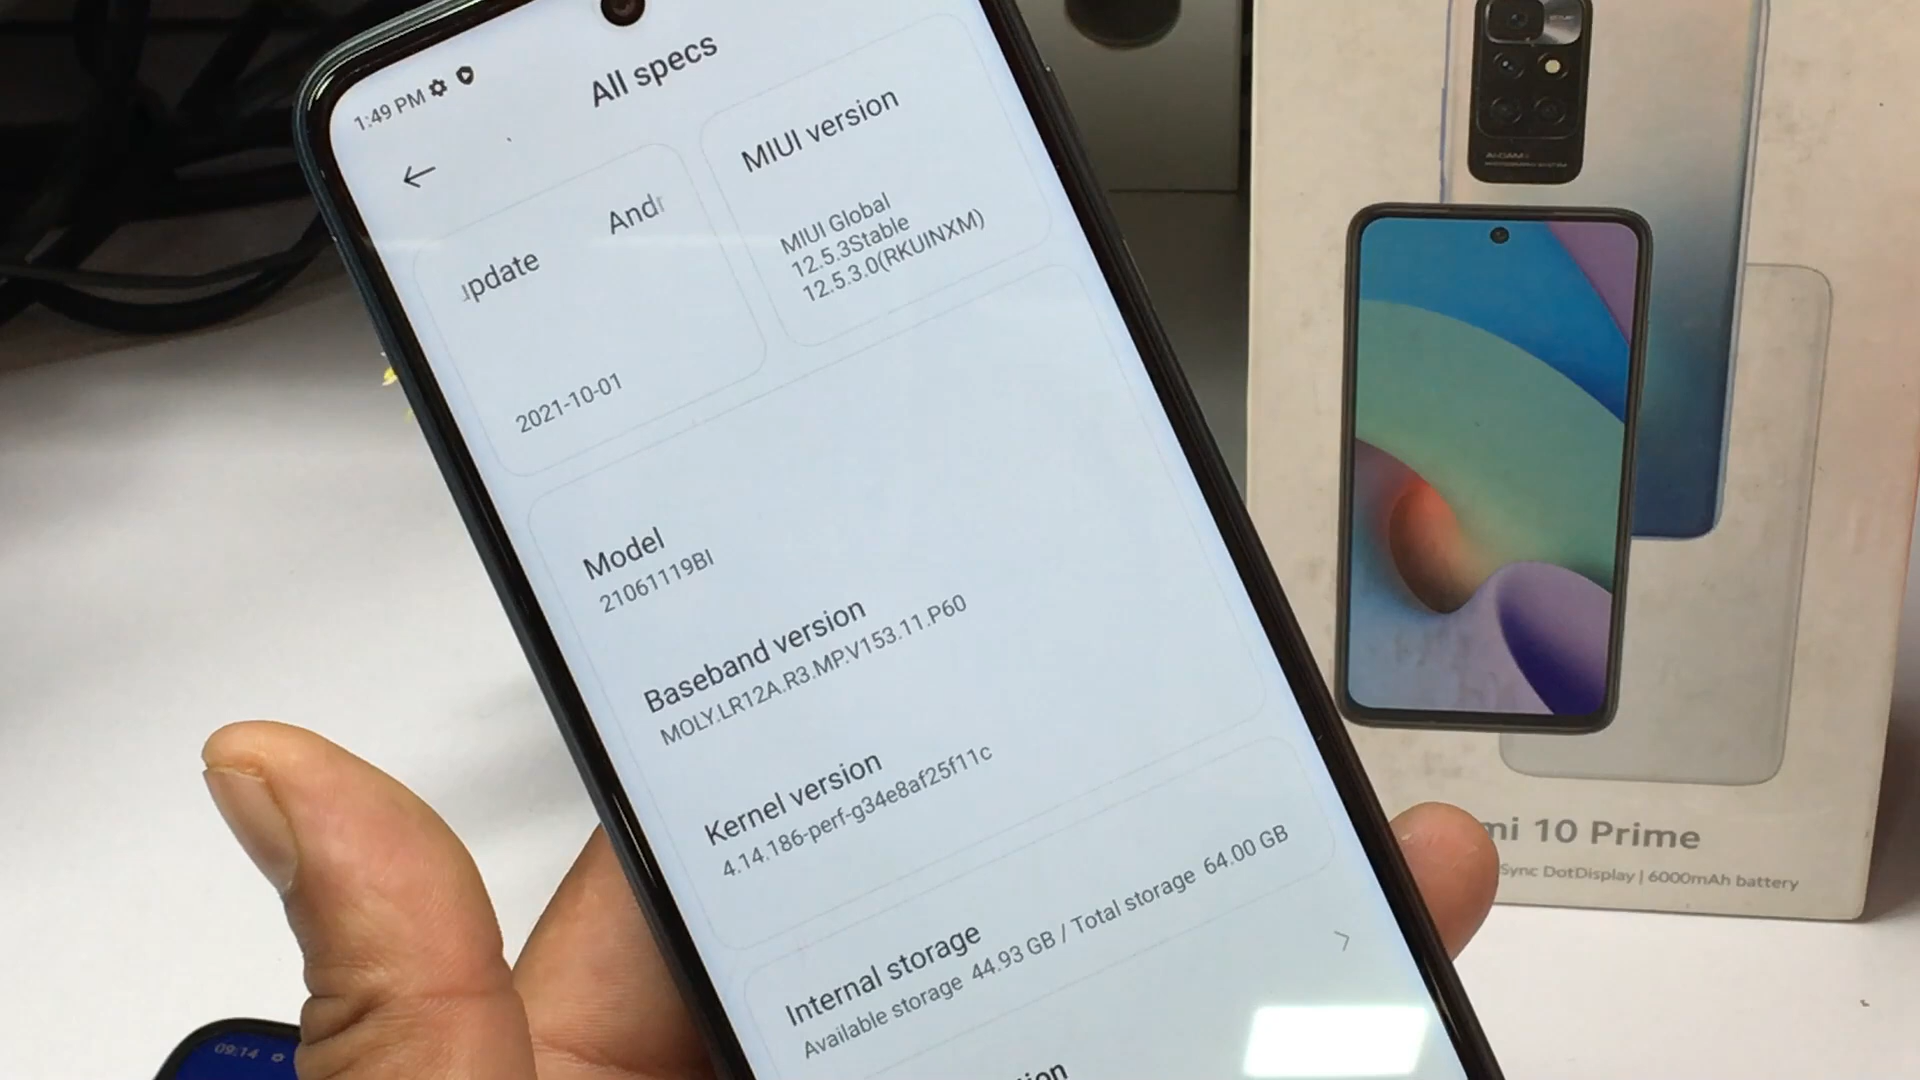 1:49 PM
All specs
update
Andr
2021-10-01
MIUI version
MIUI Global
12.5.3Stable
12.5.3.0(RKUINXM)
Model
21061119BI
Baseband version
MOLY.LR12A.R3.MP.V153.11.P60
Kernel version
4.14.186-perf-g34e8af25f11c
Internal storage
Available storage 44.93 GB / Total storage 64.00 GB
mi 10 Prime
Sync DotDisplay | 6000mAh battery
09:14